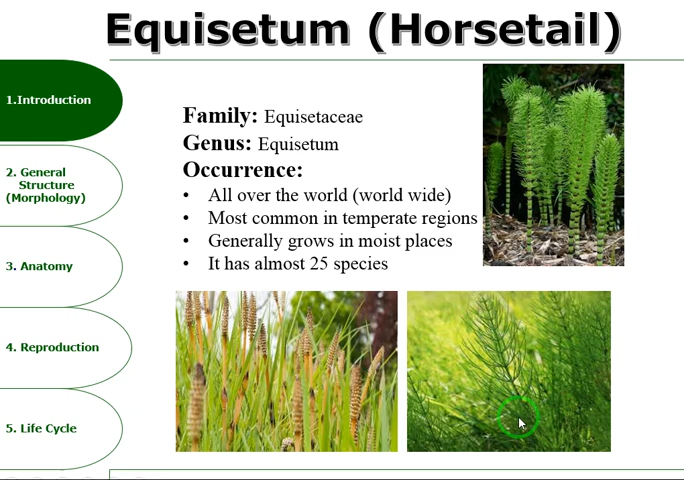 Equisetum (Horsetail)
1.Introduction
2. General
Structure
(Morphology)
3. Anatomy
4. Reproduction
5. Life Cycle
Family: Equisetaceae
Genus: Equisetum
Occurrence:
• All over the world (world wide)
• Most common in temperate regions
• Generally grows in moist places
• It has almost 25 species